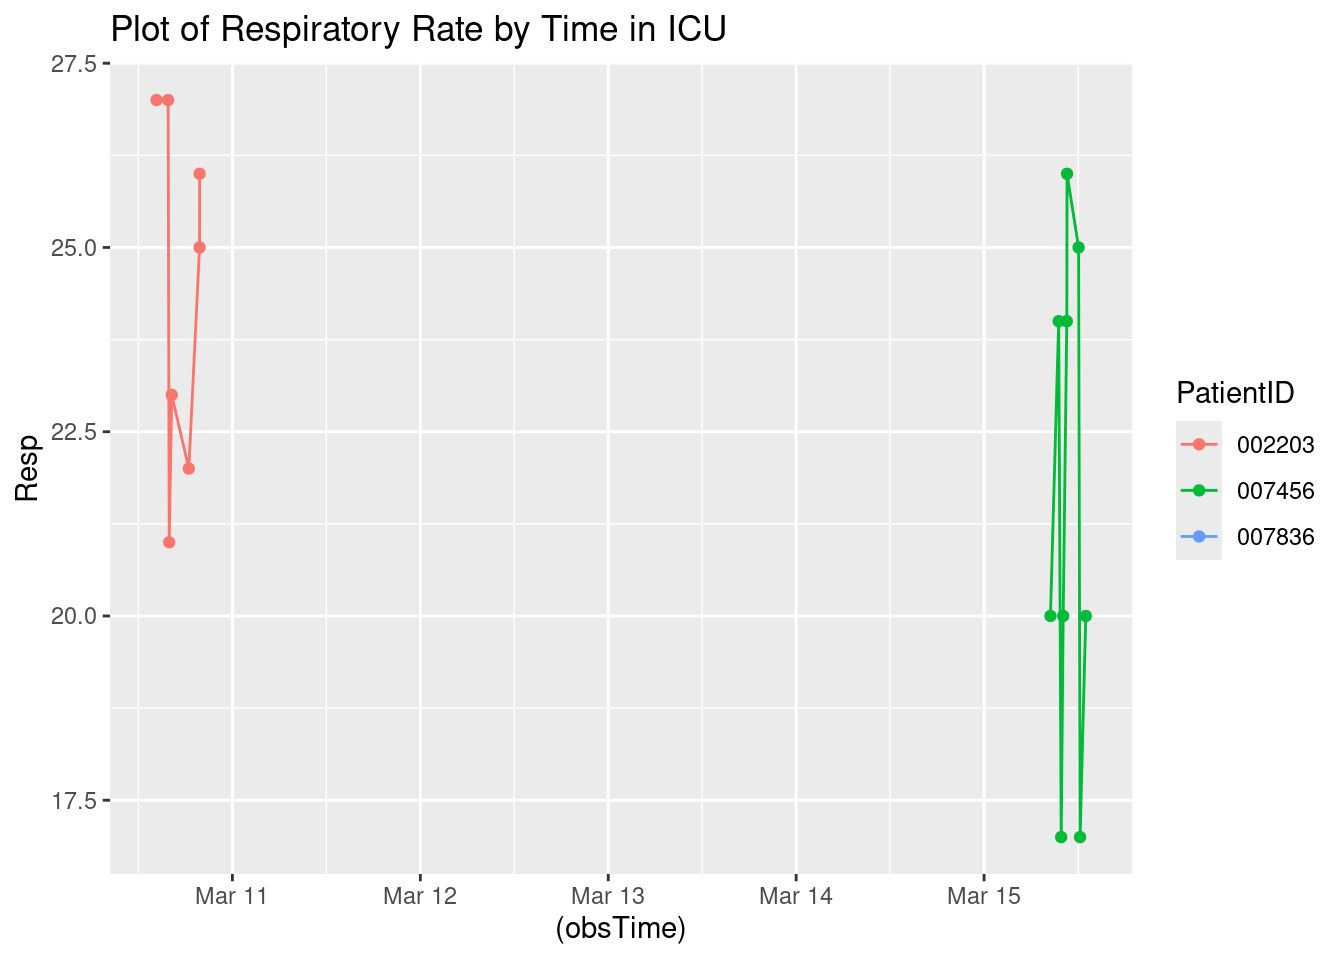 Plot of Respiratory Rate by Time in ICU
27.5
25.0
22.5
20.0
17.5
Resp
Mar 11
Mar 12
Mar 13
Mar 14
Mar 15
(obsTime)
PatientID
002203
007456
007836